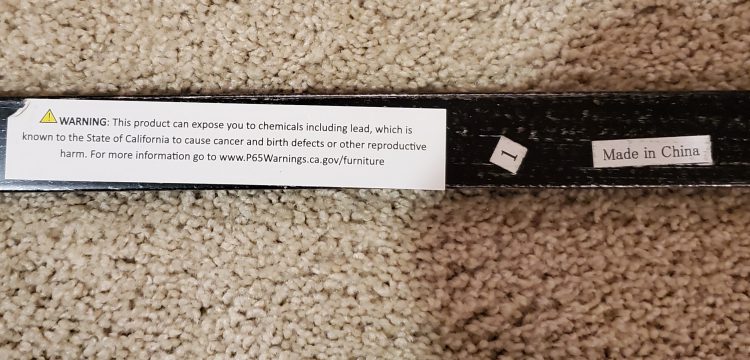 WARNING: This product can expose you to chemicals including lead, which is
known to the State of California to cause cancer and birth defects or other reproductive
harm. For more information go to www.P65Warnings.ca.gov/furniture
1
Made in China